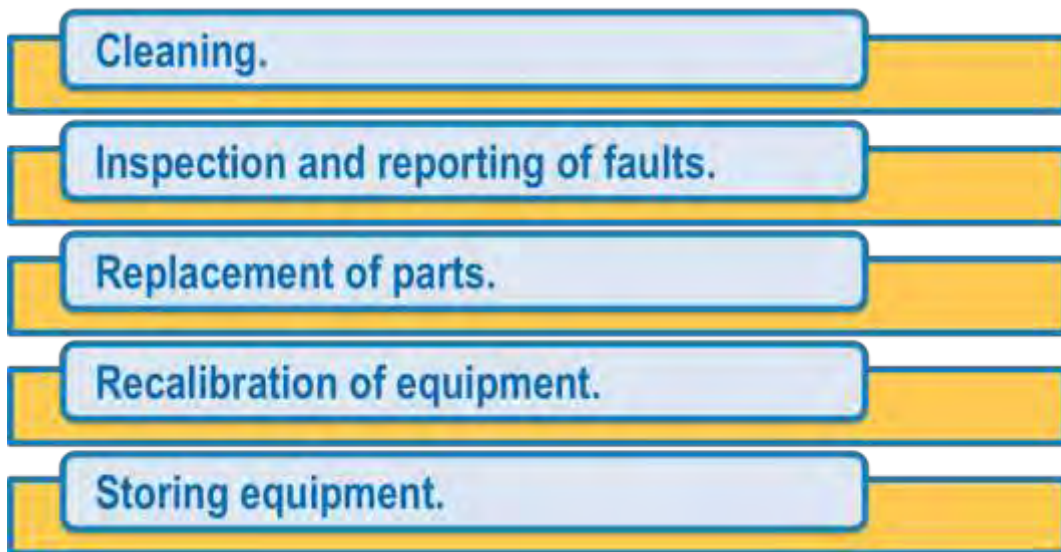 Cleaning.
Inspection and reporting of faults.
Replacement of parts.
Recalibration of equipment.
Storing equipment.